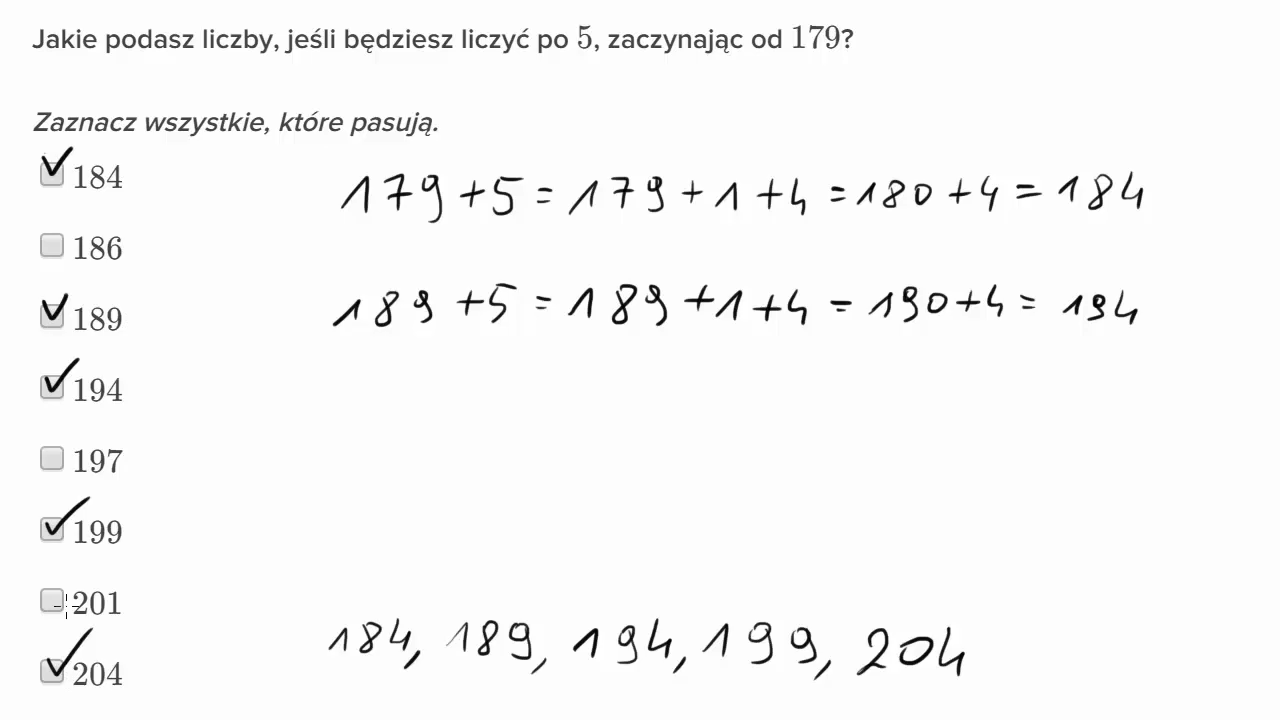 Jakie podasz liczby, jeśli będziesz liczyć po 5, zaczynając od 179?
Zaznacz wszystkie, które pasują.
184
179 + 5 = 179 + 1 + 4 = 180 + 4 = 184
186
189
189 + 5 = 189 + 1 + 4 = 190 + 4 = 194
194
197
199
201
184, 189, 194, 199, 204
204